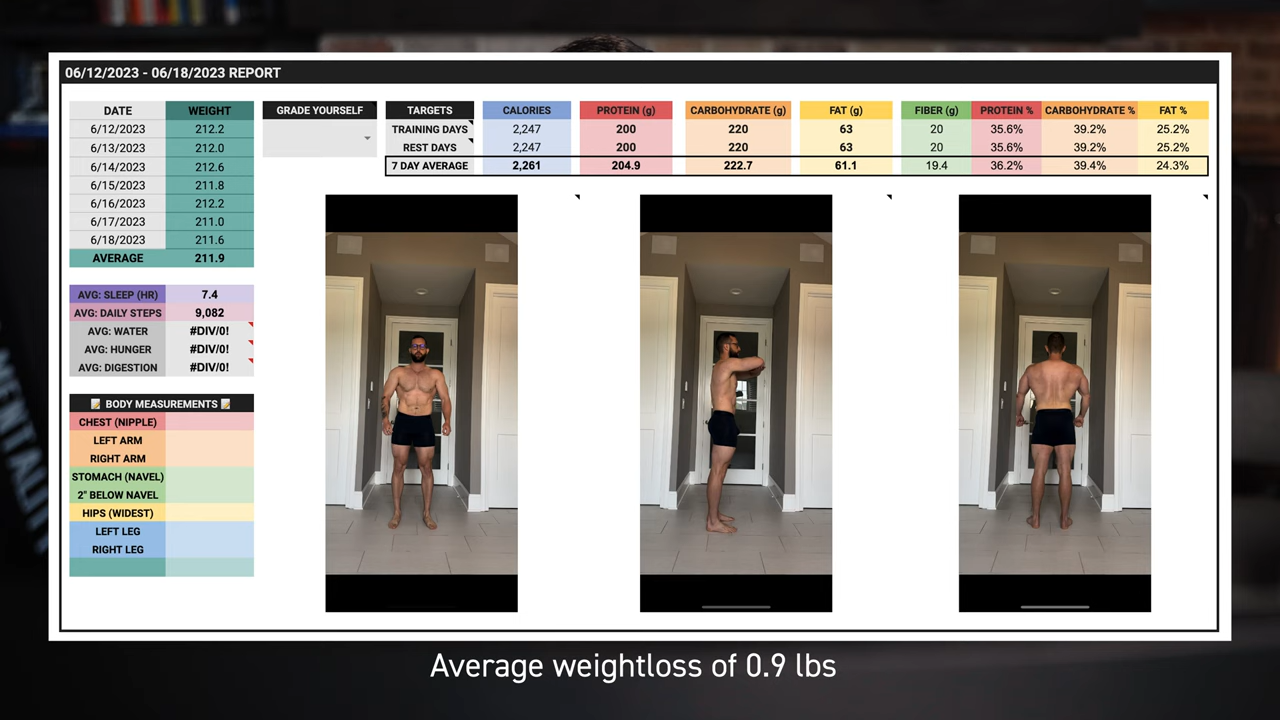 06/12/2023 - 06/18/2023 REPORT
DATE WEIGHT
6/12/2023 212.2
6/13/2023 212.0
6/14/2023 212.6
6/15/2023 211.8
6/16/2023 212.2
6/17/2023 211.0
6/18/2023 211.6
AVERAGE 211.9
AVG: SLEEP (HR) 7.4
AVG: DAILY STEPS 9,082
AVG: WATER #DIV/0!
AVG: HUNGER #DIV/0!
AVG: DIGESTION #DIV/0!
BODY MEASUREMENTS
CHEST (NIPPLE)
LEFT ARM
RIGHT ARM
STOMACH (NAVEL)
2" BELOW NAVEL
HIPS (WIDEST)
LEFT LEG
RIGHT LEG
GRADE YOURSELF
TARGETS CALORIES PROTEIN (g) CARBOHYDRATE (g) FAT (g) FIBER (g) PROTEIN % CARBOHYDRATE % FAT %
TRAINING DAYS 2,247 200 220 63 20 35.6% 39.2% 25.2%
REST DAYS 2,247 200 220 63 20 35.6% 39.2% 25.2%
7 DAY AVERAGE 2,261 204.9 222.7 61.1 19.4 36.2% 39.4% 24.3%
Average weightloss of 0.9 lbs